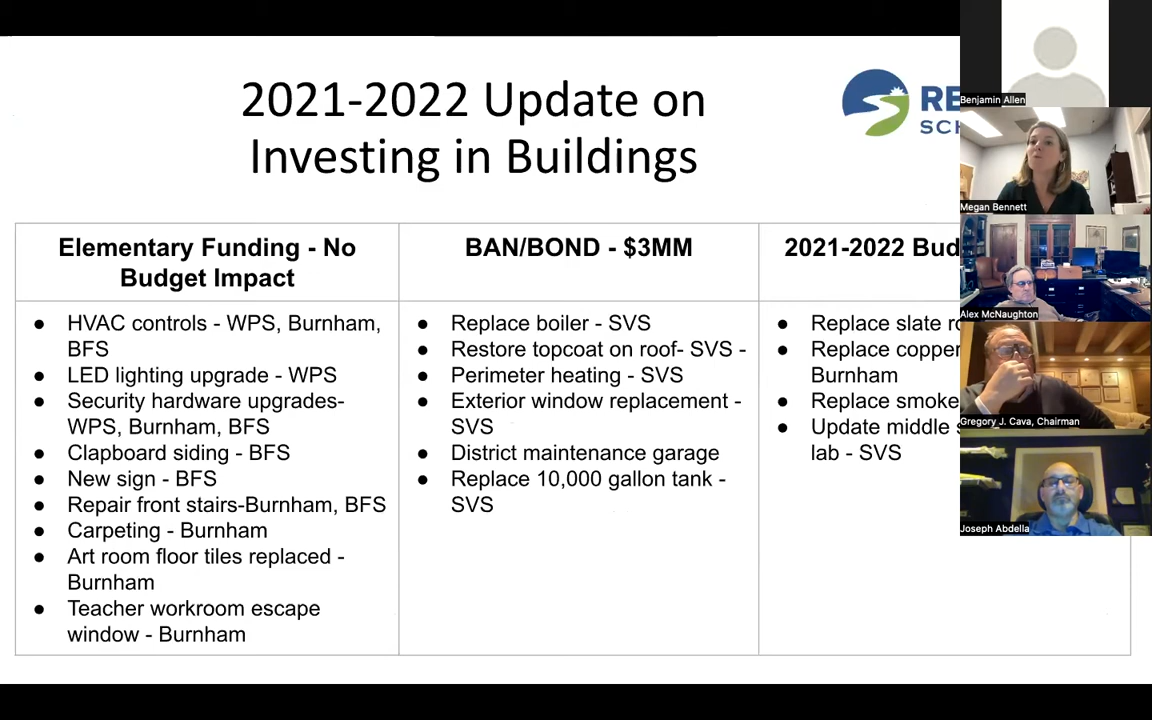 2021-2022 Update on
Investing in Buildings
RE
SCH
Elementary Funding - No
Budget Impact
HVAC controls - WPS, Burnham,
BFS
LED lighting upgrade - WPS
Security hardware upgrades-
WPS, Burnham, BFS
Clapboard siding - BFS
New sign - BFS
Repair front stairs-Burnham, BFS
Carpeting - Burnham
Art room floor tiles replaced -
Burnham
Teacher workroom escape
window - Burnham
BAN/BOND - $3MM
Replace boiler - SVS
Restore topcoat on roof- SVS -
Perimeter heating - SVS
Exterior window replacement -
SVS
District maintenance garage
Replace 10,000 gallon tank -
SVS
2021-2022 Bud
Replace slate
Replace copper
Burnham
Replace smoke
Update middle
lab - SVS
Benjamin Allen
Megan Bennett
Alex McNaughton
Gregory J. Cava, Chairman
Joseph Abdella